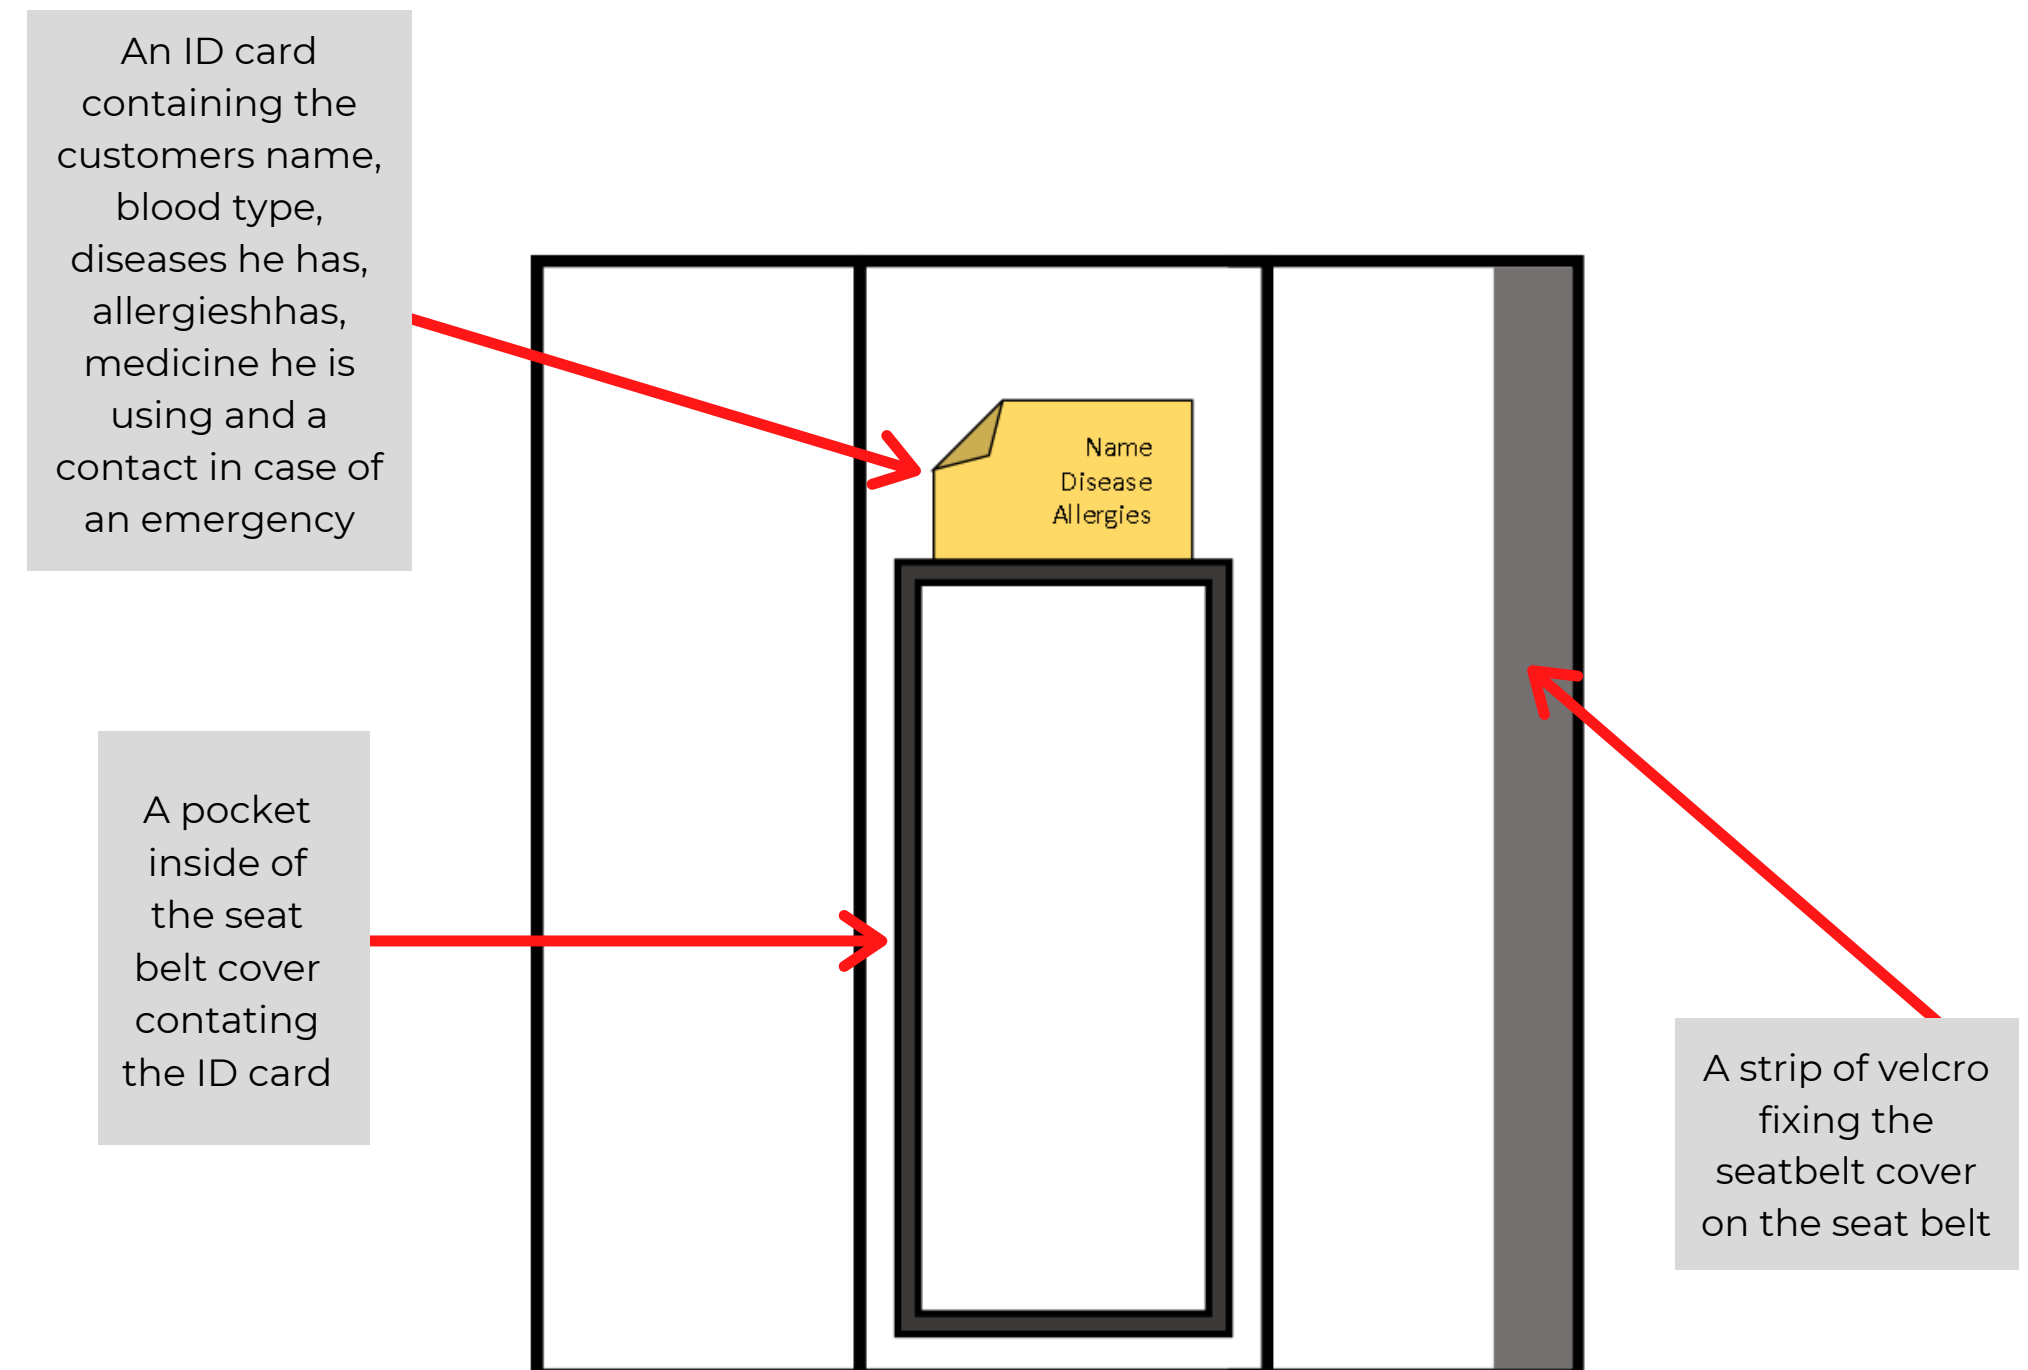 An ID card
containing the
customers name,
blood type,
diseases he has,
allergieshhas,
medicine he is
using and a
contact in case of
an emergency
Name
Disease
Allergies
A pocket
inside of
the seat
belt cover
contating
the ID card
A strip of velcro
fixing the
seatbelt cover
on the seat belt